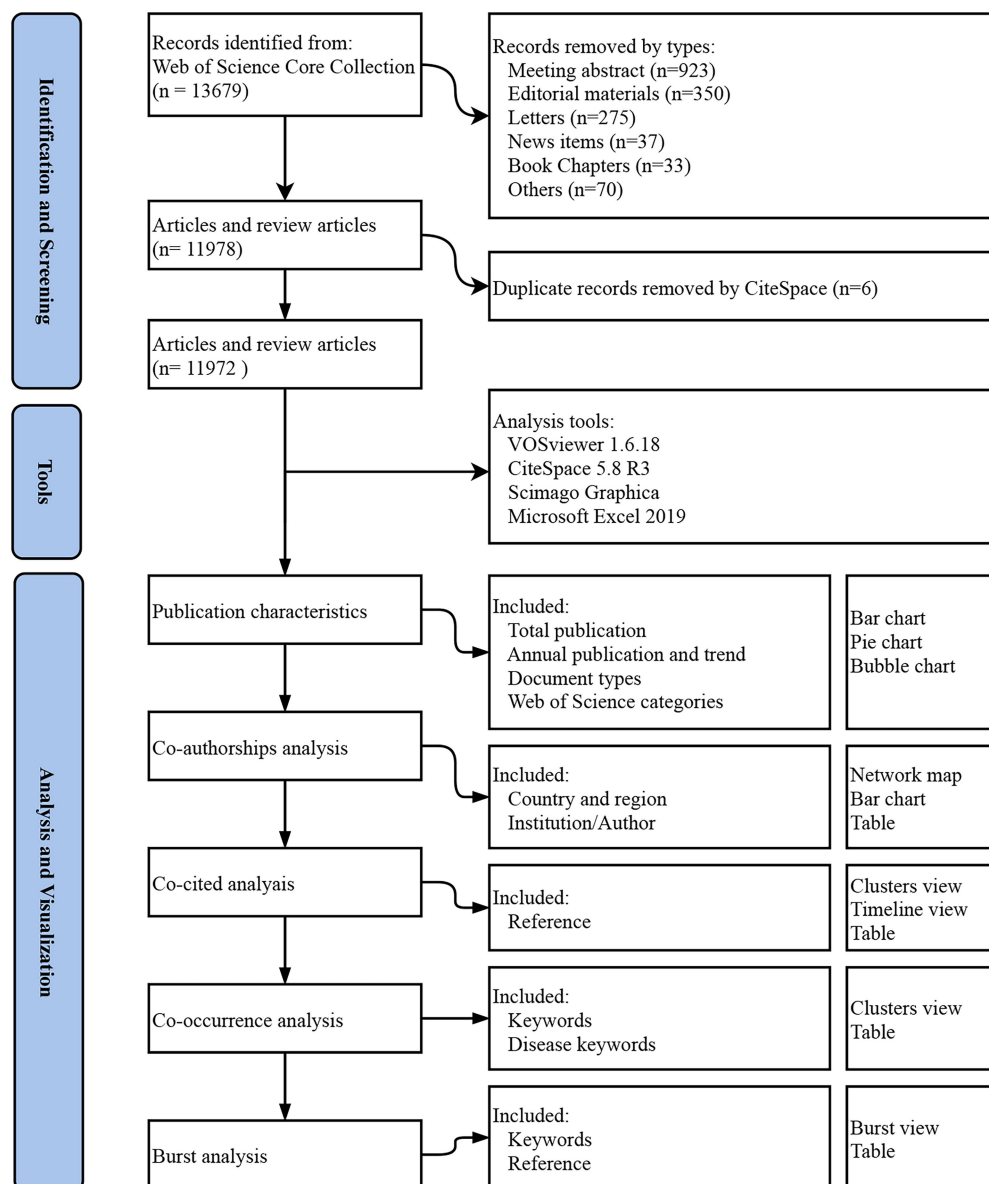 Identification and Screening
Records identified from:
Web of Science Core Collection
(n = 13679)
Records removed by types:
Meeting abstract (n=923)
Editorial materials (n=350)
Letters (n=275)
News items (n=37)
Book Chapters (n=33)
Others (n=70)
Articles and review articles
(n= 11978)
Duplicate records removed by CiteSpace (n=6)
Articles and review articles
(n= 11972 )
Tools
Analysis tools:
VOSviewer 1.6.18
CiteSpace 5.8 R3
Scimago Graphica
Microsoft Excel 2019
Analysis and Visualization
Publication characteristics
Included:
Total publication
Annual publication and trend
Document types
Web of Science categories
Bar chart
Pie chart
Bubble chart
Co-authorships analysis
Included:
Country and region
Institution/Author
Network map
Bar chart
Table
Co-cited analyais
Included:
Reference
Clusters view
Timeline view
Table
Co-occurrence analysis
Included:
Keywords
Disease keywords
Clusters view
Table
Burst analysis
Included:
Keywords
Reference
Burst view
Table